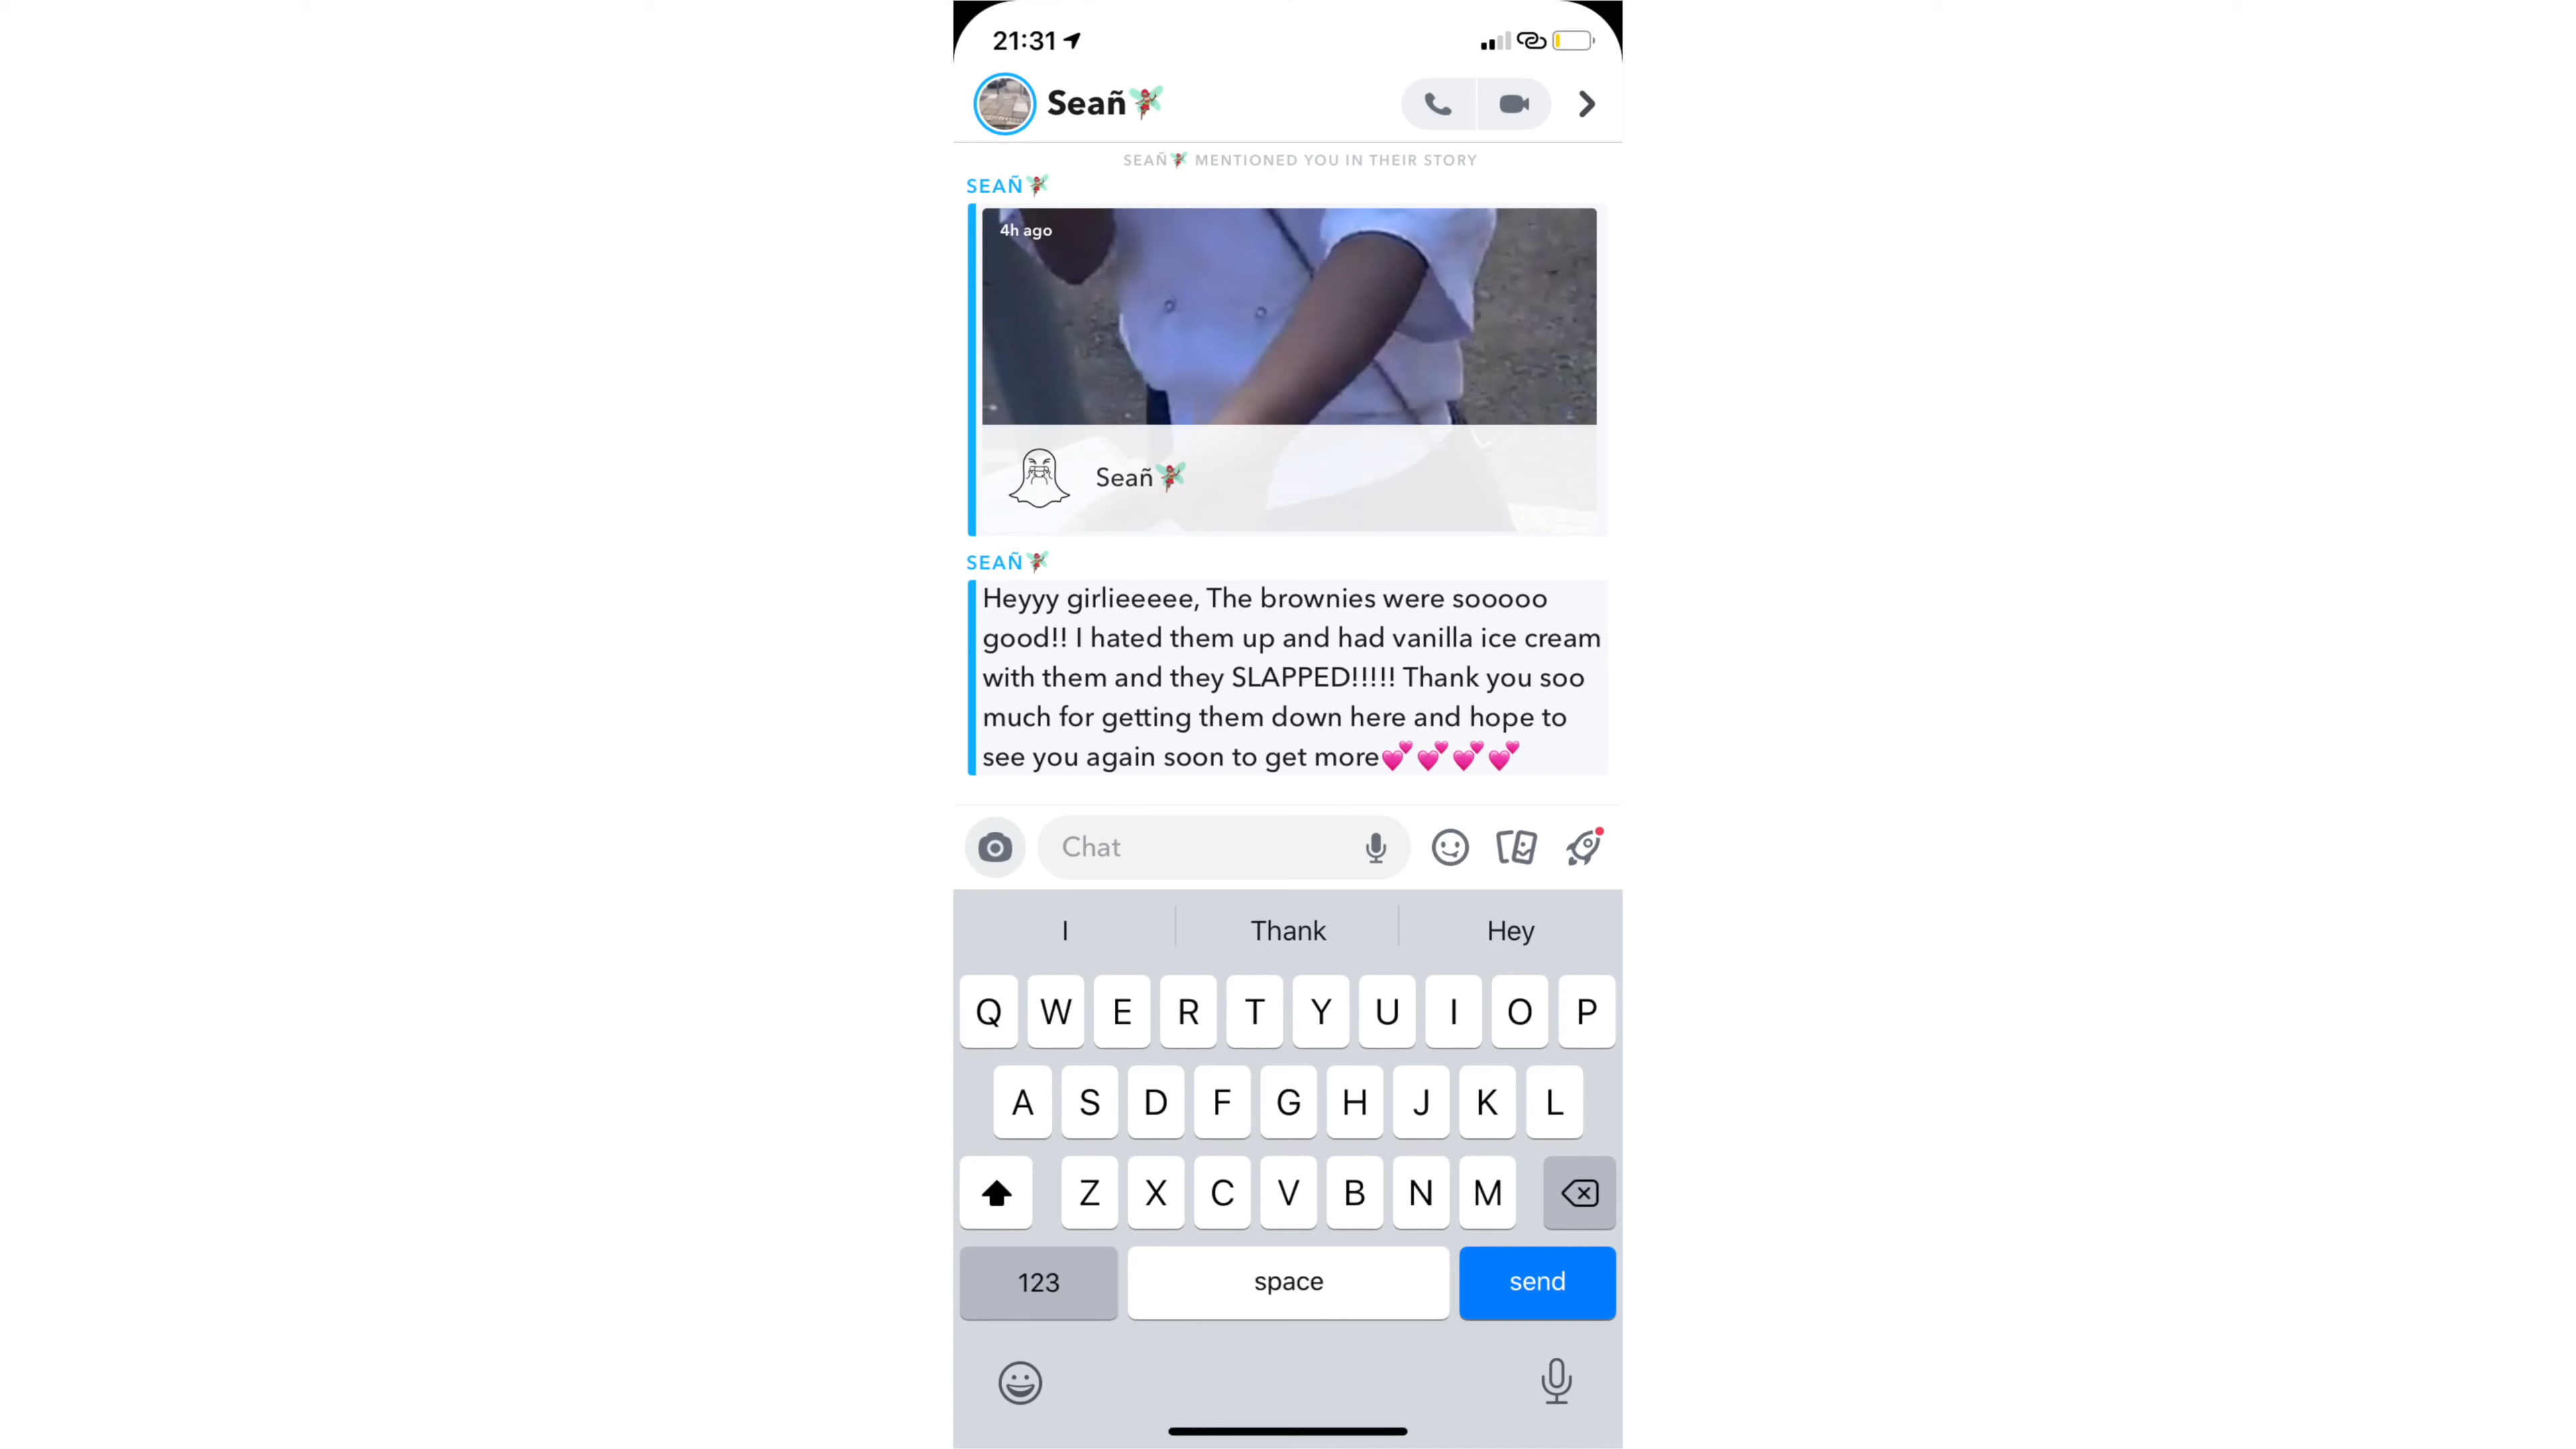 21:31
Seañ🧚
SEAÑ🧚 MENTIONED YOU IN THEIR STORY
SEAÑ🧚
4h ago
Seañ🧚
SEAÑ🧚
Heyyy girlieeeee, The brownies were sooooo
good!! I hated them up and had vanilla ice cream
with them and they SLAPPED!!!!! Thank you soo
much for getting them down here and hope to
see you again soon to get more💕💕💕💕
Chat
I Thank Hey
Q W E R T Y U I O P
A S D F G H J K L
Z X C V B N M
123 space send